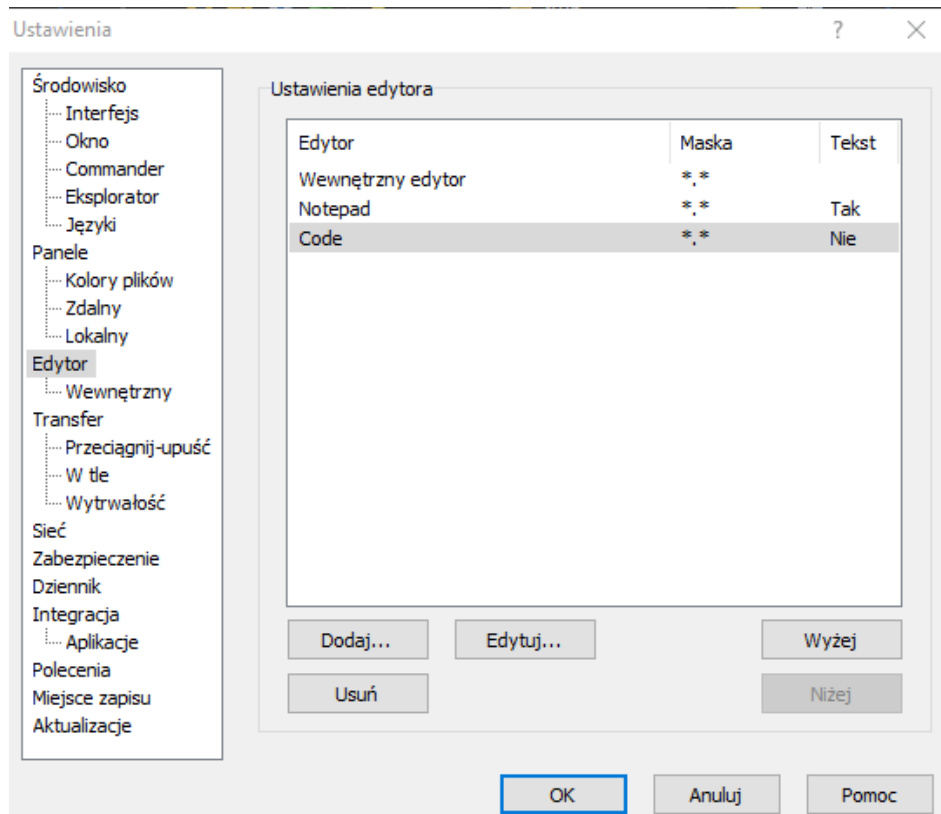 Ustawienia
Środowisko
Interfejs
Okno
Commander
Eksplorator
Języki
Panele
Kolory plików
Zdalny
Lokalny
Edytor
Wewnętrzny
Transfer
Przeciągnij-upuść
W tle
Wytrwałość
Sieć
Zabezpieczenie
Dziennik
Integracja
Aplikacje
Polecenia
Miejsce zapisu
Aktualizacje
Ustawienia edytora
Edytor Maska Tekst
Wewnętrzny edytor *.*
Notepad *.* Tak
Code *.* Nie
Dodaj... Edytuj... Wyżej
Usuń Niżej
OK Anuluj Pomoc